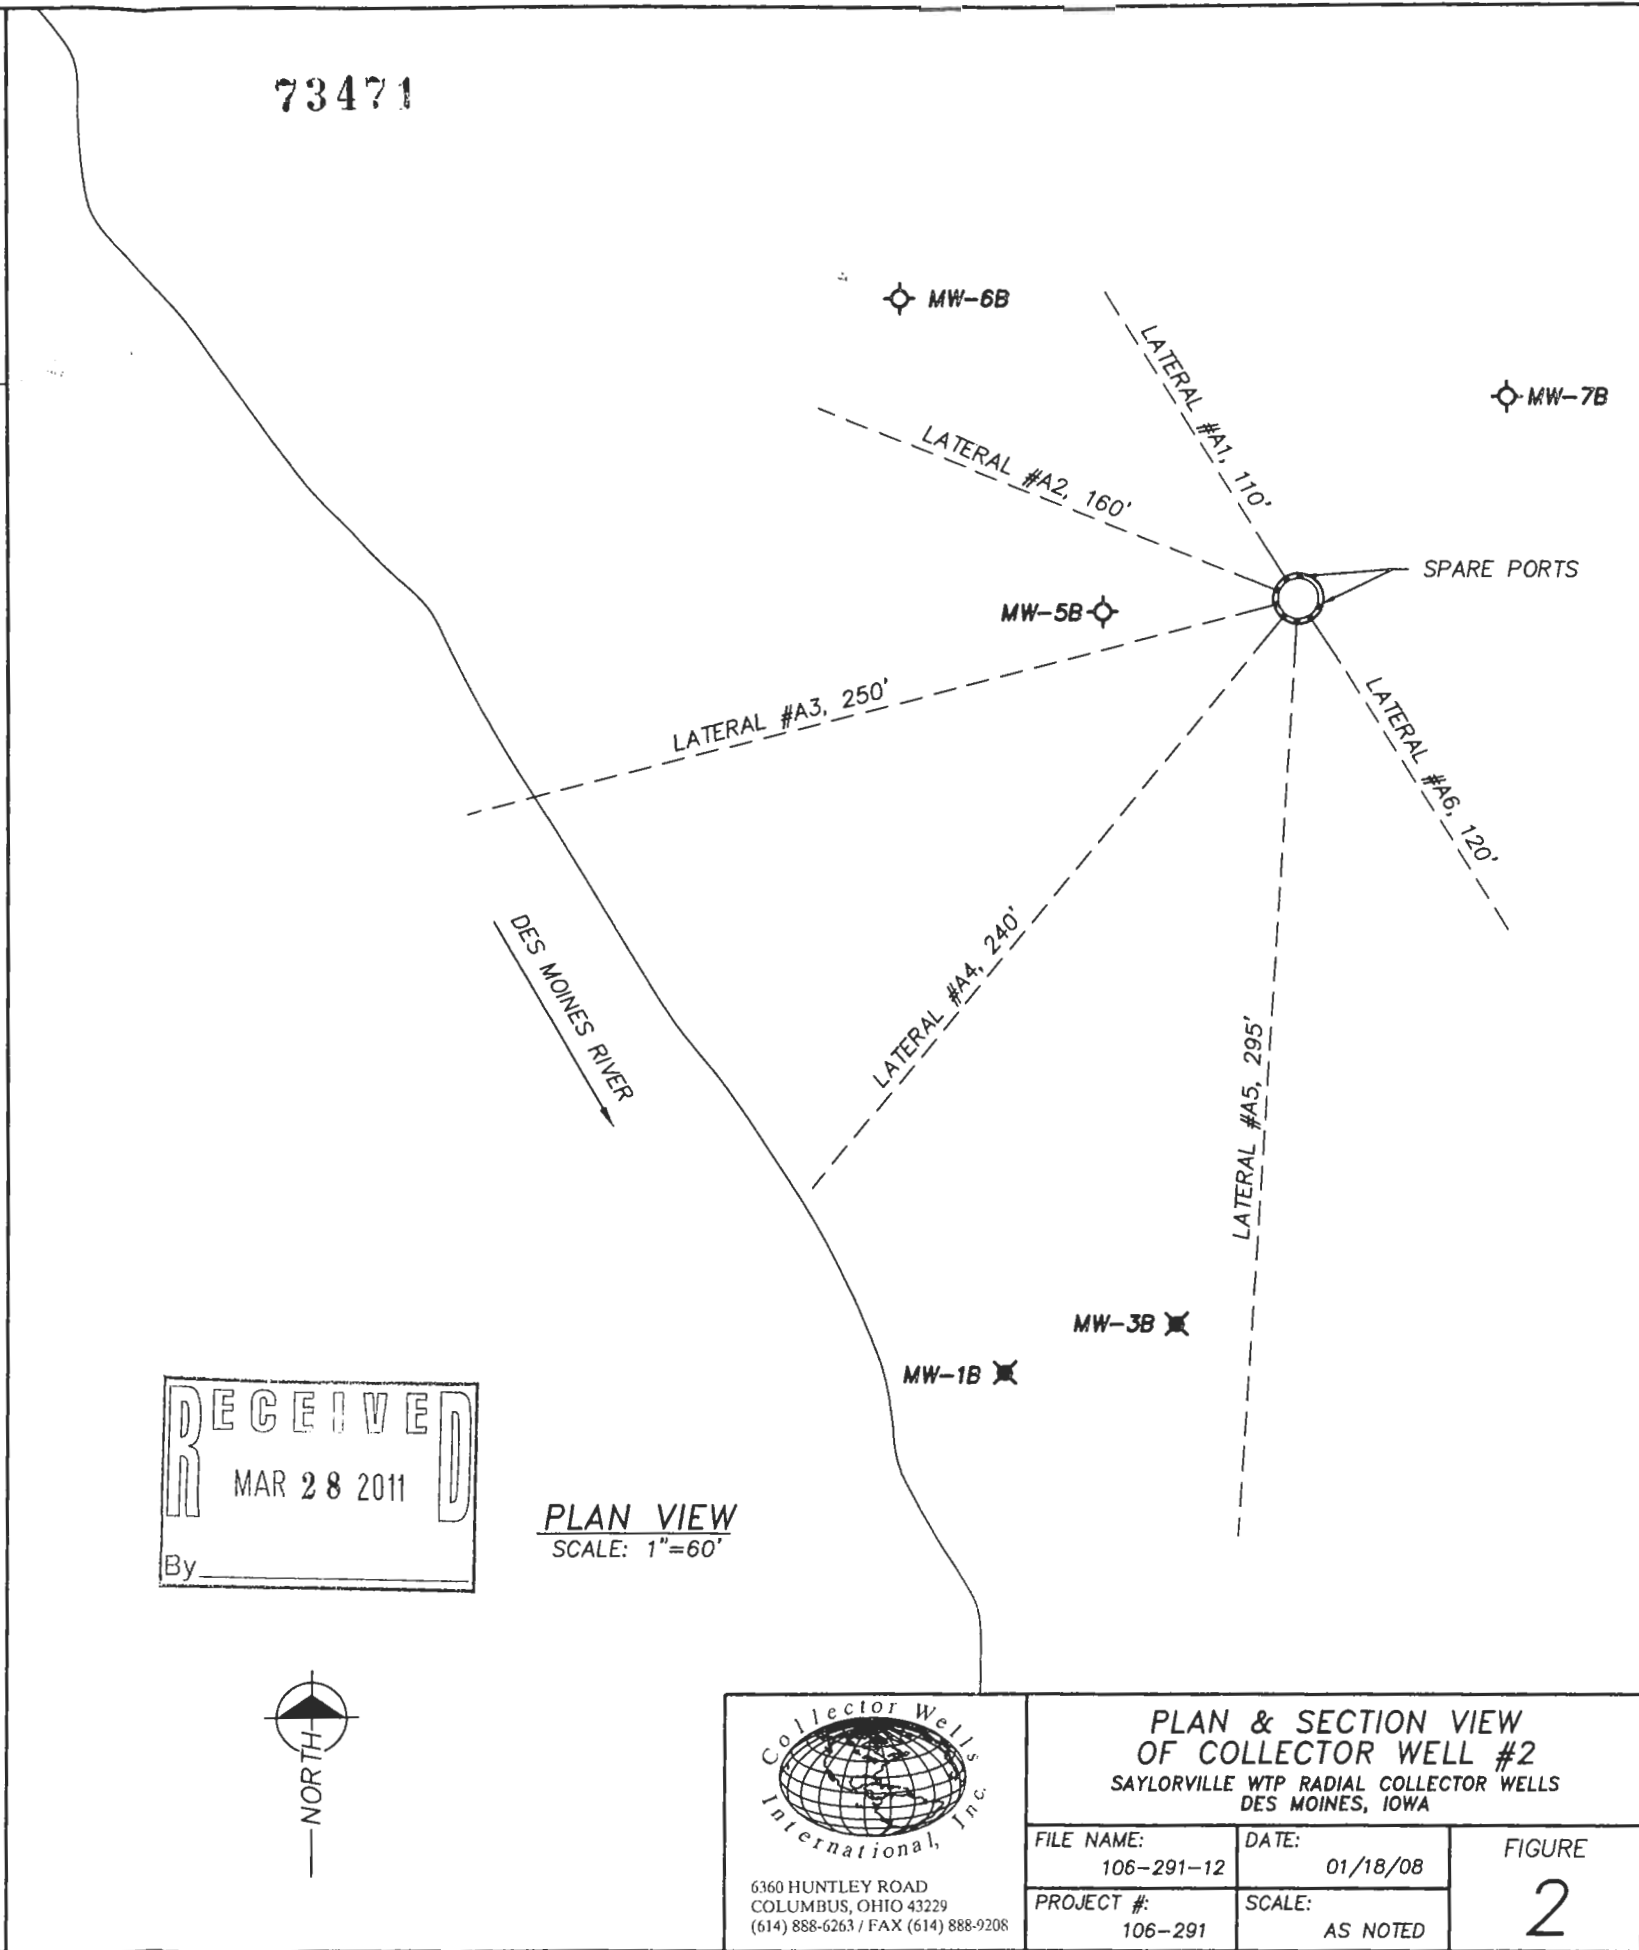 73471
MW-6B
LATERAL #A1, 110'
MW-7B
LATERAL #A2, 160'
SPARE PORTS
MW-5B
LATERAL #A3, 250'
LATERAL #A6, 120'
DES MOINES RIVER
LATERAL #A4, 240'
LATERAL #A5, 295'
MW-3B
MW-1B
RECEIVED
MAR 28 2011
By
PLAN VIEW
SCALE: 1"=60'
NORTH
Collector Wells
International, Inc.
6360 HUNTLEY ROAD
COLUMBUS, OHIO 43229
(614) 888-6263 / FAX (614) 888-9208
PLAN & SECTION VIEW
OF COLLECTOR WELL #2
SAYLORVILLE WTP RADIAL COLLECTOR WELLS
DES MOINES, IOWA
FILE NAME:
106-291-12
DATE:
01/18/08
PROJECT #:
106-291
SCALE:
AS NOTED
FIGURE
2